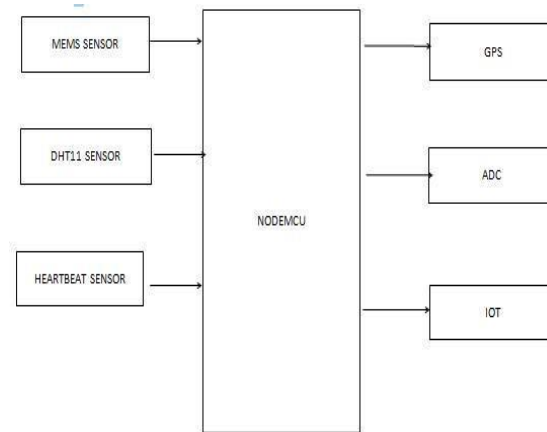 MEMS SENSOR
GPS
DHT11 SENSOR
ADC
NODEMCU
HEARTBEAT SENSOR
IOT